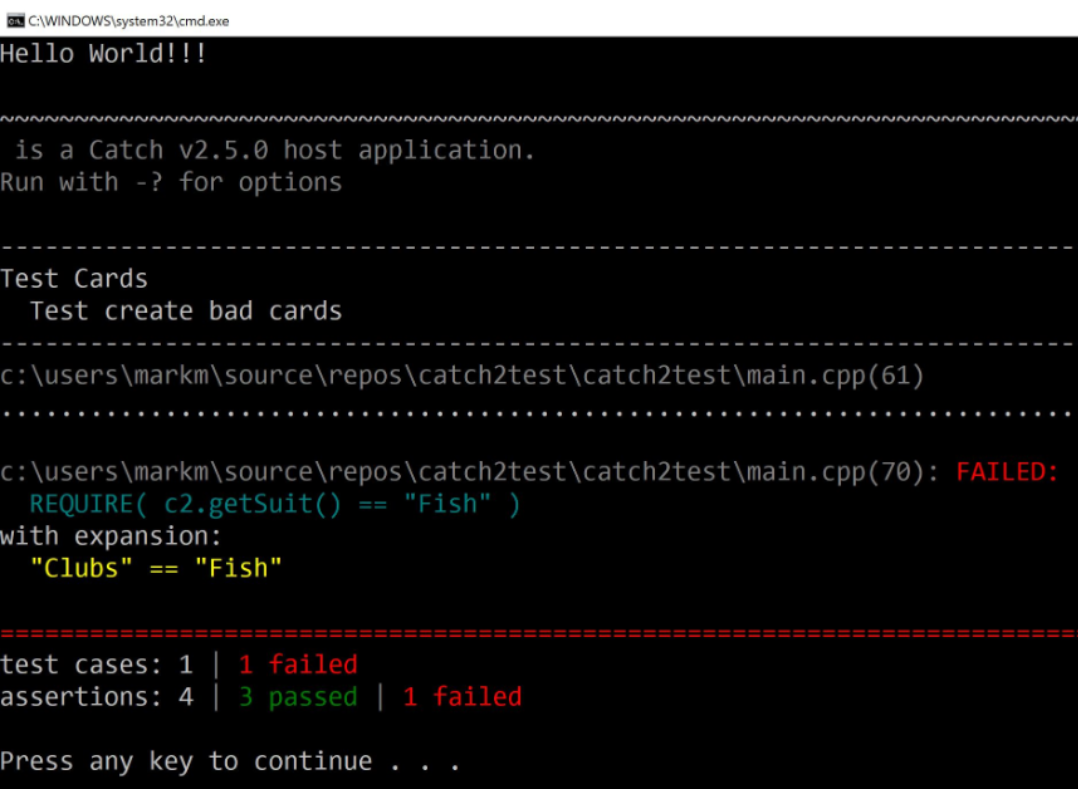 C:\WINDOWS\system32\cmd.exe
Hello World!!!
~~~~~~~~~~~~~~~~~~~~~~~~~~~~~~~~~~~~~~~~~~~~~~~~~~~~~~~~~~~~~~~~~~~~~~~~
is a Catch v2.5.0 host application.
Run with -? for options
------------------------------------------------------------------------
Test Cards
Test create bad cards
------------------------------------------------------------------------
c:\users\markm\source\repos\catch2test\catch2test\main.cpp(61)
........................................................................
c:\users\markm\source\repos\catch2test\catch2test\main.cpp(70): FAILED:
REQUIRE( c2.getSuit() == "Fish" )
with expansion:
"Clubs" == "Fish"
========================================================================
test cases: 1 | 1 failed
assertions: 4 | 3 passed | 1 failed
Press any key to continue . . .